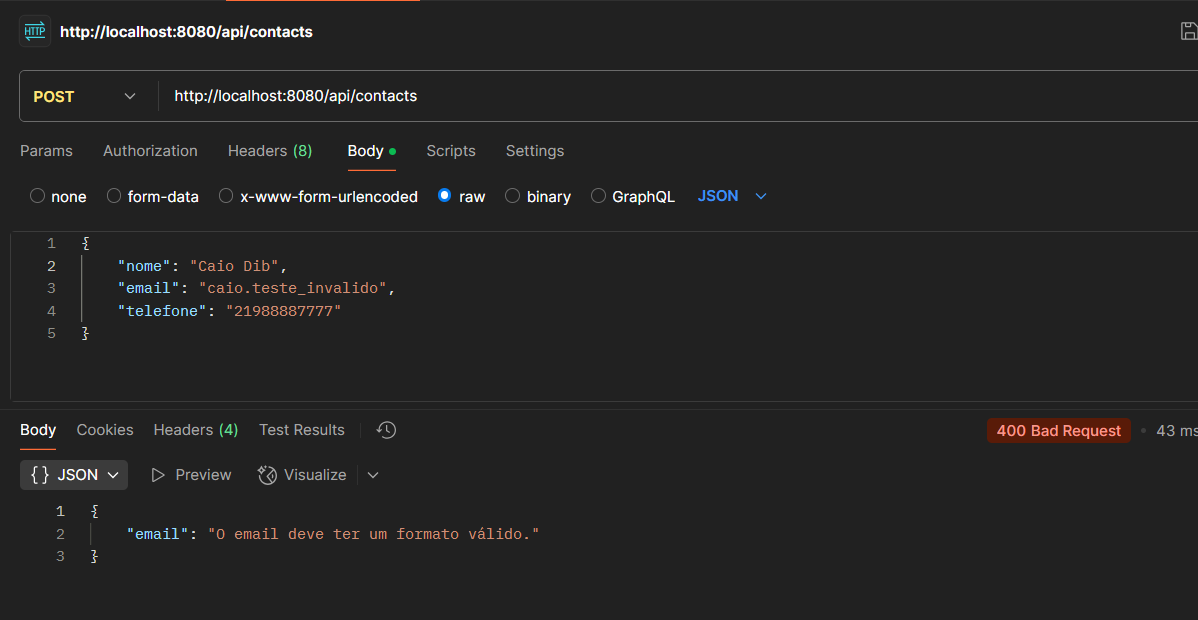 HTTP http://localhost:8080/api/contacts
POST http://localhost:8080/api/contacts
Params Authorization Headers (8) Body Scripts Settings
none form-data x-www-form-urlencoded raw binary GraphQL JSON
1 {
2 "nome": "Caio Dib",
3 "email": "caio.teste_invalido",
4 "telefone": "21988887777"
5 }
Body Cookies Headers (4) Test Results 400 Bad Request • 43 ms
{} JSON Preview Visualize
1 {
2 "email": "O email deve ter um formato válido."
3 }